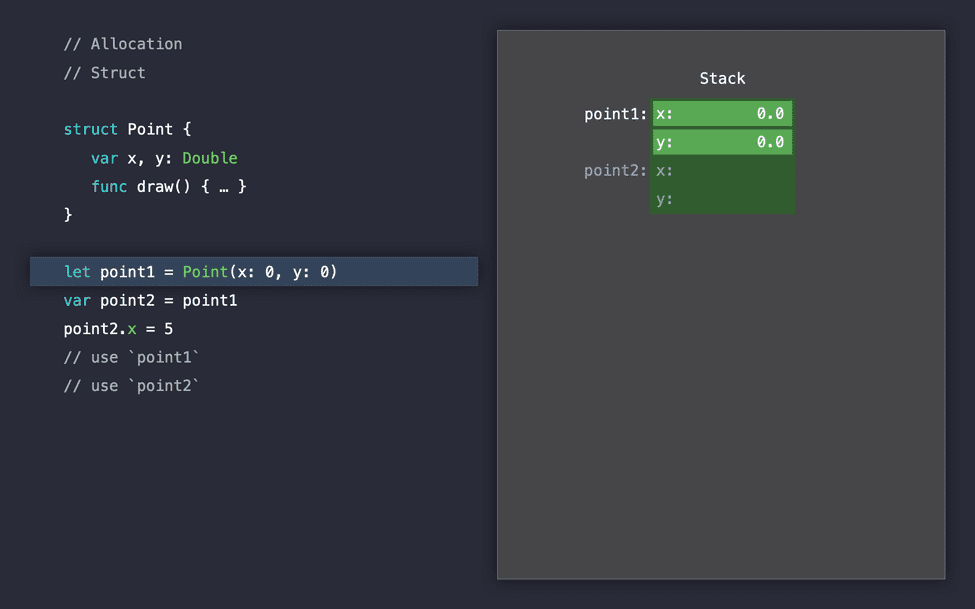 // Allocation
// Struct
struct Point {
var x, y: Double
func draw() { … }
}
let point1 = Point(x: 0, y: 0)
var point2 = point1
point2.x = 5
// use `point1`
// use `point2`
Stack
point1: x: 0.0
y: 0.0
point2: x:
y: